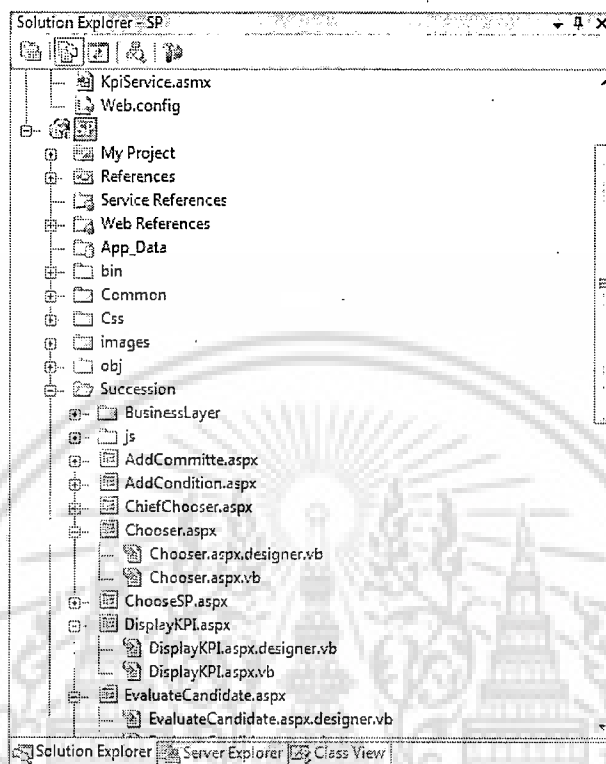 Solution Explorer - SP
KpiService.asmx
Web.config
SP
My Project
References
Service References
Web References
App_Data
bin
Common
Css
images
obj
Succession
BusinessLayer
js
AddCommitte.aspx
AddCondition.aspx
ChiefChooser.aspx
Chooser.aspx
Chooser.aspx.designer.vb
Chooser.aspx.vb
ChooseSP.aspx
DisplayKPI.aspx
DisplayKPI.aspx.designer.vb
DisplayKPI.aspx.vb
EvaluateCandidate.aspx
EvaluateCandidate.aspx.designer.vb
Solution Explorer Server Explorer Class View